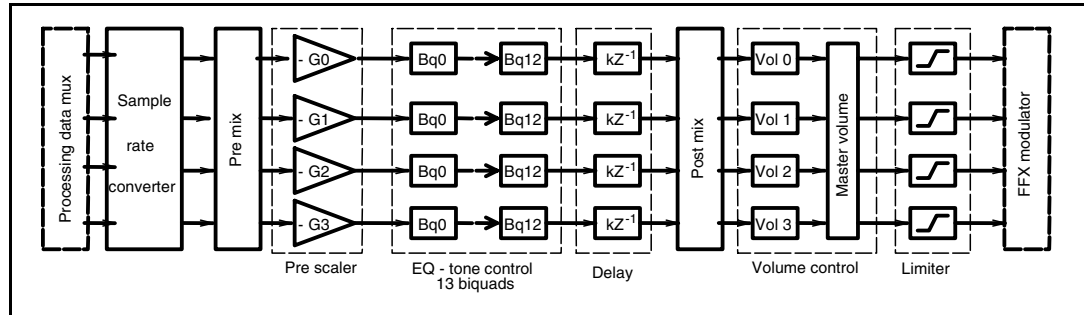 Processing data mux
Sample
rate
converter
Pre mix
- G0
- G1
- G2
- G3
Pre scaler
Bq0
Bq12
Bq0
Bq12
Bq0
Bq12
Bq0
Bq12
EQ - tone control
13 biquads
kZ⁻¹
kZ⁻¹
kZ⁻¹
kZ⁻¹
Delay
Post mix
Vol 0
Vol 1
Vol 2
Vol 3
Master volume
Volume control
Limiter
FFX modulator